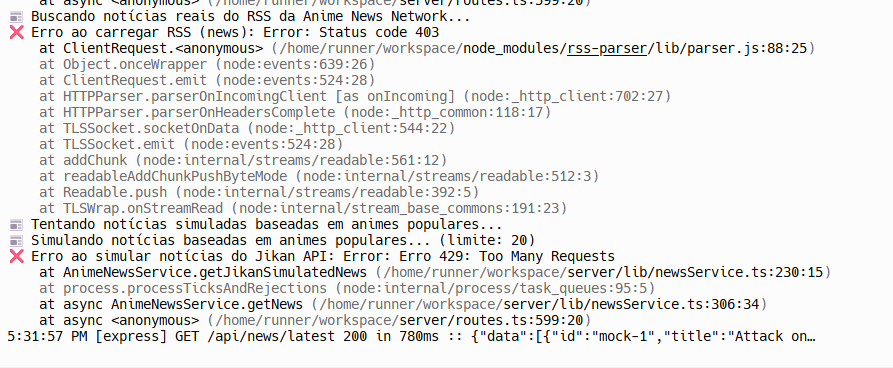 at async <anonymous> (/home/runner/workspace/server/routes.ts:599:20)
Buscando notícias reais do RSS da Anime News Network...
❌ Erro ao carregar RSS (news): Error: Status code 403
at ClientRequest.<anonymous> (/home/runner/workspace/node_modules/rss-parser/lib/parser.js:88:25)
at Object.onceWrapper (node:events:639:26)
at ClientRequest.emit (node:events:524:28)
at HTTPParser.parserOnIncomingClient [as onIncoming] (node:_http_client:702:27)
at HTTPParser.parserOnHeadersComplete (node:_http_common:118:17)
at TLSSocket.socketOnData (node:_http_client:544:22)
at TLSSocket.emit (node:events:524:28)
at addChunk (node:internal/streams/readable:561:12)
at readableAddChunkPushByteMode (node:internal/streams/readable:512:3)
at Readable.push (node:internal/streams/readable:392:5)
at TLSWrap.onStreamRead (node:internal/stream_base_commons:191:23)
Tentando notícias simuladas baseadas em animes populares...
Simulando notícias baseadas em animes populares... (limite: 20)
❌ Erro ao simular notícias do Jikan API: Error: Erro 429: Too Many Requests
at AnimeNewsService.getJikanSimulatedNews (/home/runner/workspace/server/lib/newsService.ts:230:15)
at process.processTicksAndRejections (node:internal/process/task_queues:95:5)
at async AnimeNewsService.getNews (/home/runner/workspace/server/lib/newsService.ts:306:34)
at async <anonymous> (/home/runner/workspace/server/routes.ts:599:20)
5:31:57 PM [express] GET /api/news/latest 200 in 780ms :: {"data":[{"id":"mock-1","title":"Attack on…